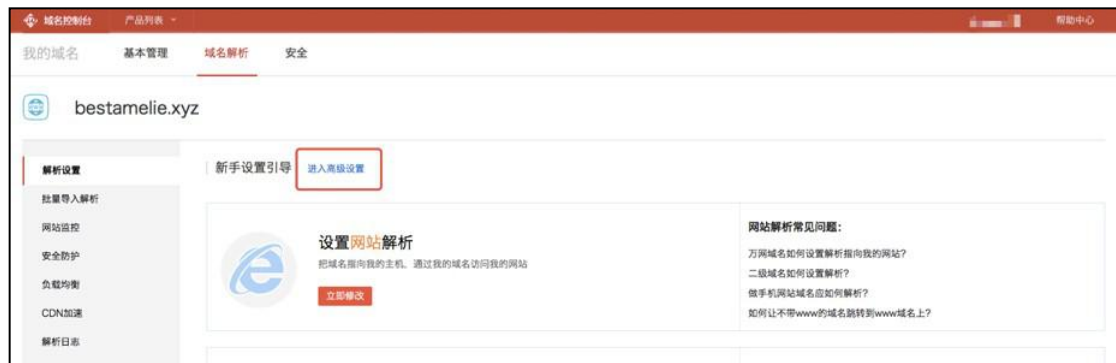 域名控制台 产品列表 帮助中心
我的域名 基本管理 域名解析 安全
bestamelie.xyz
解析设置
批量导入解析
网站监控
安全防护
负载均衡
CDN加速
解析日志
新手设置引导 进入高级设置
设置网站解析
把域名指向我的主机，通过我的域名访问我的网站
立即修改
网站解析常见问题：
万网域名如何设置解析指向我的网站？
二级域名如何设置解析？
做手机网站域名应如何解析？
如何让不带www的域名跳转到www域名上？